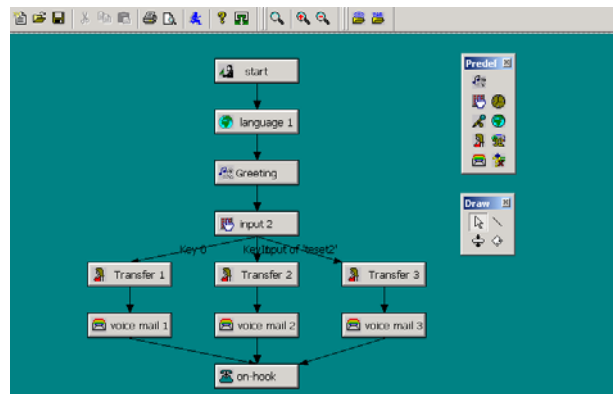 start
Predef
language 1
Greeting
Draw
input 2
Key 0
Key Input of 'teset2'
Transfer 1
Transfer 2
Transfer 3
voice mail 1
voice mail 2
voice mail 3
on-hook